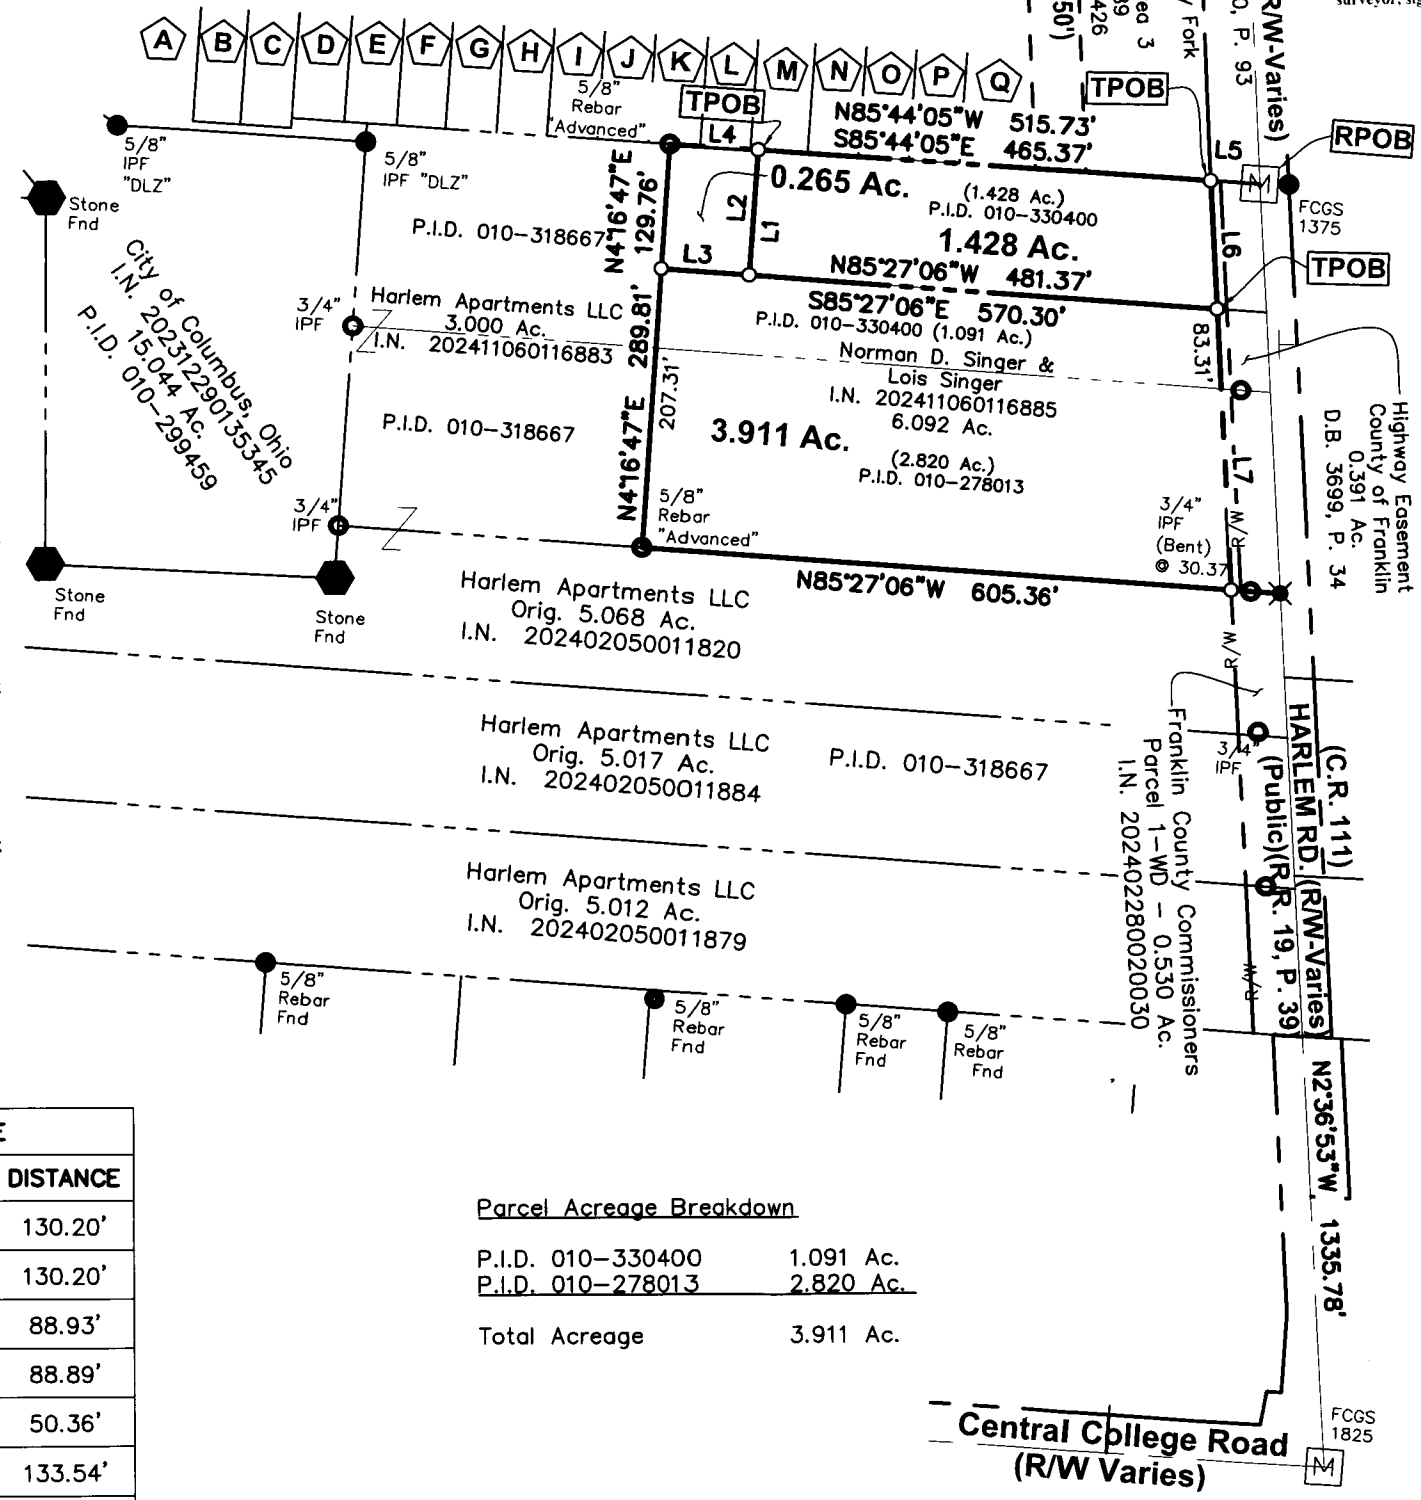 A B C D E F G H I J K L M N O P Q
50')
426
39
ea 3
y Fork
0, P. 93
R/W-Varies)
TPOB
TPOB
RPOB
TPOB
5/8"
Rebar
"Advanced"
L4
N85°44'05"W 515.73'
S85°44'05"E 465.37'
L5
M
FCGS
1375
5/8"
IPF
"DLZ"
5/8"
IPF "DLZ"
Stone
Fnd
N4°16'47"E
129.76'
L2
L1
L3
0.265 Ac.
(1.428 Ac.)
P.I.D. 010-330400
1.428 Ac.
L6
P.I.D. 010-318667
N85°27'06"W 481.37'
S85°27'06"E 570.30'
P.I.D. 010-330400 (1.091 Ac.)
83.31'
City of Columbus, Ohio
I.N. 202312290135345
15.044 Ac.
P.I.D. 010-299459
3/4"
IPF
Harlem Apartments LLC
3.000 Ac.
I.N. 202411060116883
N4°16'47"E 289.81'
207.31'
Norman D. Singer &
Lois Singer
I.N. 202411060116885
6.092 Ac.
3.911 Ac.
(2.820 Ac.)
P.I.D. 010-278013
P.I.D. 010-318667
L7
R/W
Highway Easement
County of Franklin
0.391 Ac.
D.B. 3699, P. 34
3/4"
IPF
5/8"
Rebar
"Advanced"
3/4"
IPF
(Bent)
@ 30.37
N85°27'06"W 605.36'
Stone
Fnd
Stone
Fnd
Harlem Apartments LLC
Orig. 5.068 Ac.
I.N. 202402050011820
R/W
Harlem Apartments LLC
Orig. 5.017 Ac.
I.N. 202402050011884
P.I.D. 010-318667
3/4"
IPF
Franklin County Commissioners
Parcel 1-WD - 0.530 Ac.
I.N. 202402280020030
(C.R. 111)
HARLEM RD. (R/W-Varies)
(Public)(R.R. 19, P. 39)
Harlem Apartments LLC
Orig. 5.012 Ac.
I.N. 202402050011879
R/W
5/8"
Rebar
Fnd
5/8"
Rebar
Fnd
5/8"
Rebar
Fnd
5/8"
Rebar
Fnd
N2°36'53"W 1335.78'
E
DISTANCE
130.20'
130.20'
88.93'
88.89'
50.36'
133.54'
Parcel Acreage Breakdown
P.I.D. 010-330400 1.091 Ac.
P.I.D. 010-278013 2.820 Ac.
Total Acreage 3.911 Ac.
Central College Road
(R/W Varies)
FCGS
1825
M